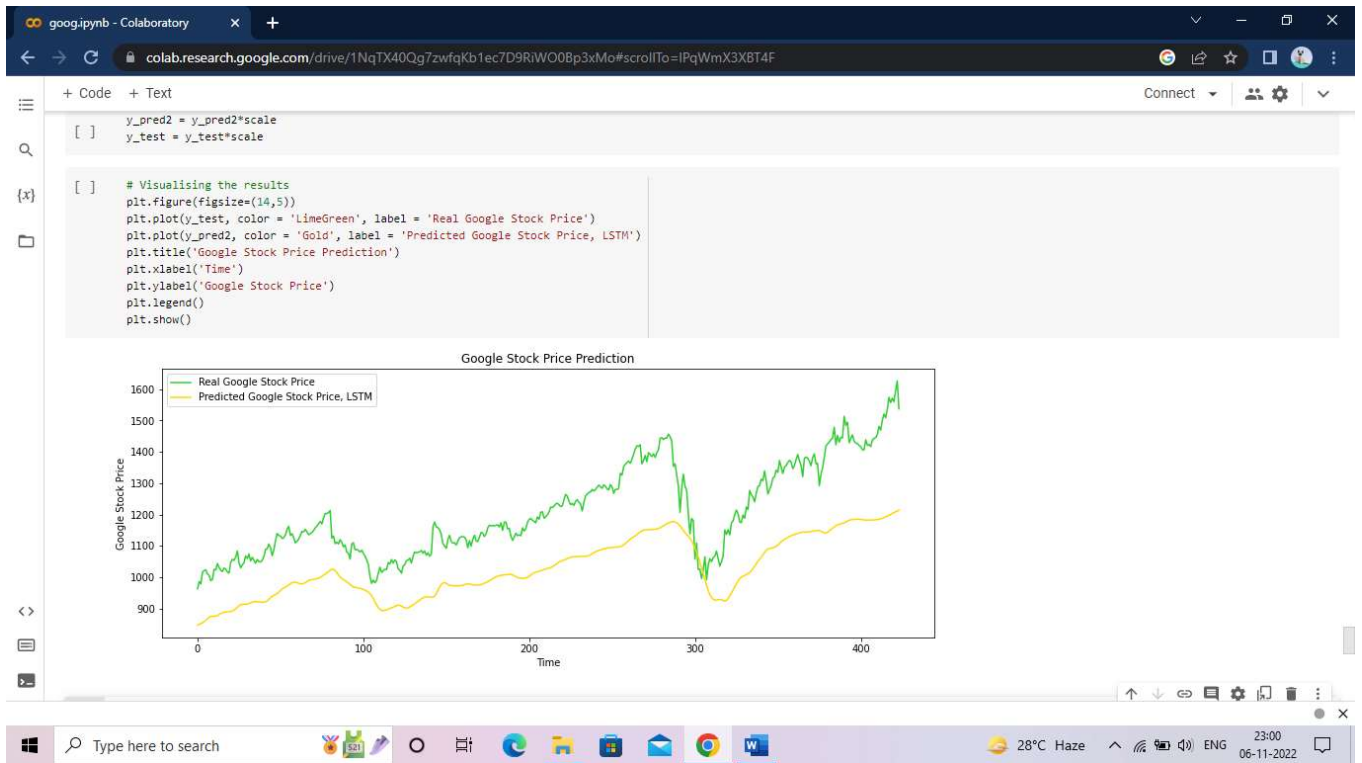 goog.ipynb - Colaboratory
colab.research.google.com/drive/1NqTX40Qg7zwfqKb1ec7D9RiWO0Bp3xMo#scrollTo=IPqWmX3XBT4F
+ Code + Text
Connect
[ ]
y_pred2 = y_pred2*scale
y_test = y_test*scale
{x}
[ ]
# Visualising the results
plt.figure(figsize=(14,5))
plt.plot(y_test, color = 'LimeGreen', label = 'Real Google Stock Price')
plt.plot(y_pred2, color = 'Gold', label = 'Predicted Google Stock Price, LSTM')
plt.title('Google Stock Price Prediction')
plt.xlabel('Time')
plt.ylabel('Google Stock Price')
plt.legend()
plt.show()
Google Stock Price Prediction
Real Google Stock Price
Predicted Google Stock Price, LSTM
Google Stock Price
1600
1500
1400
1300
1200
1100
1000
900
0 100 200 300 400
Time
Type here to search
28°C Haze
ENG
23:00
06-11-2022